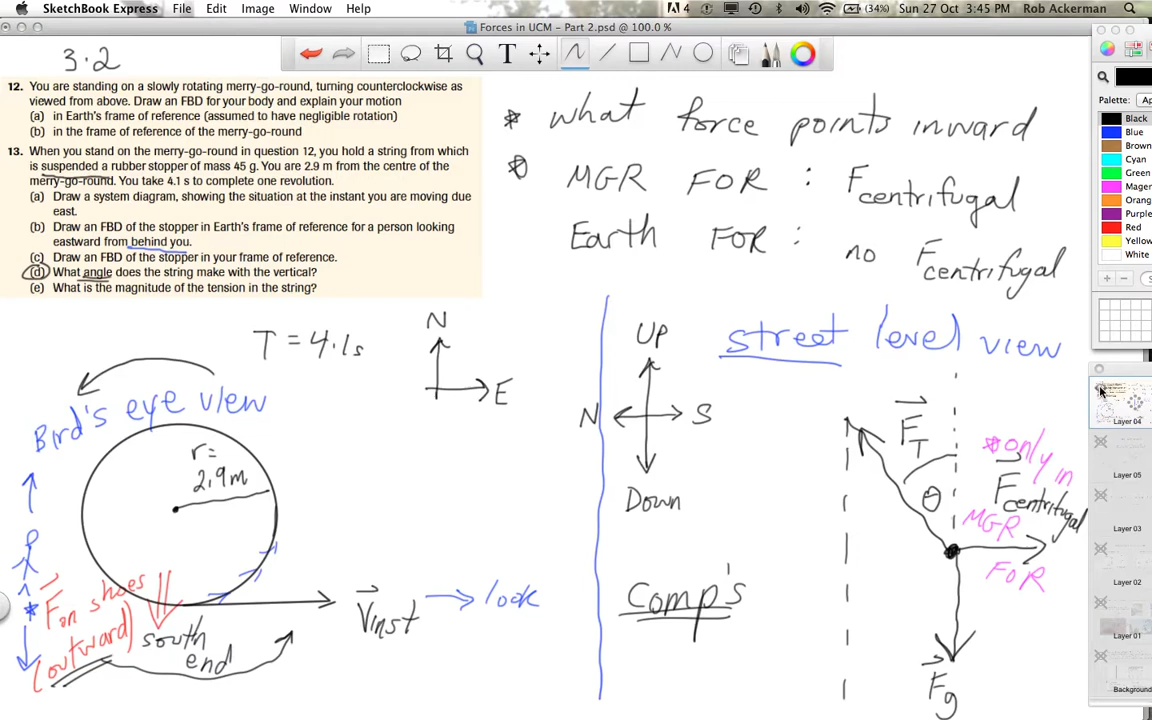 SketchBook Express File Edit Image Window Help
4 (34%) Sun 27 Oct 3:45 PM Rob Ackerman
Forces in UCM – Part 2.psd @ 100.0 %
T
3.2
12. You are standing on a slowly rotating merry-go-round, turning counterclockwise as
viewed from above. Draw an FBD for your body and explain your motion
(a) in Earth's frame of reference (assumed to have negligible rotation)
(b) in the frame of reference of the merry-go-round
13. When you stand on the merry-go-round in question 12, you hold a string from which
is suspended a rubber stopper of mass 45 g. You are 2.9 m from the centre of the
merry-go-round. You take 4.1 s to complete one revolution.
(a) Draw a system diagram, showing the situation at the instant you are moving due
east.
(b) Draw an FBD of the stopper in Earth's frame of reference for a person looking
eastward from behind you.
(c) Draw an FBD of the stopper in your frame of reference.
(d) What angle does the string make with the vertical?
(e) What is the magnitude of the tension in the string?
* what force points inward
* MGR FOR : Fcentrifugal
Earth FOR : no Fcentrifugal
T = 4.1s
N
E
Bird's eye view
r =
2.9m
Vinst → look
F on shoes
(outward)
south
end
street level view
UP
N S
Down
Comp's
FT
θ
*only in
MGR
FOR
Fcentrifugal
Fg
Palette:
Black
Blue
Brown
Cyan
Green
Magen
Orang
Purple
Red
Yellow
White
Layer 04
Layer 05
Layer 03
Layer 02
Layer 01
Background